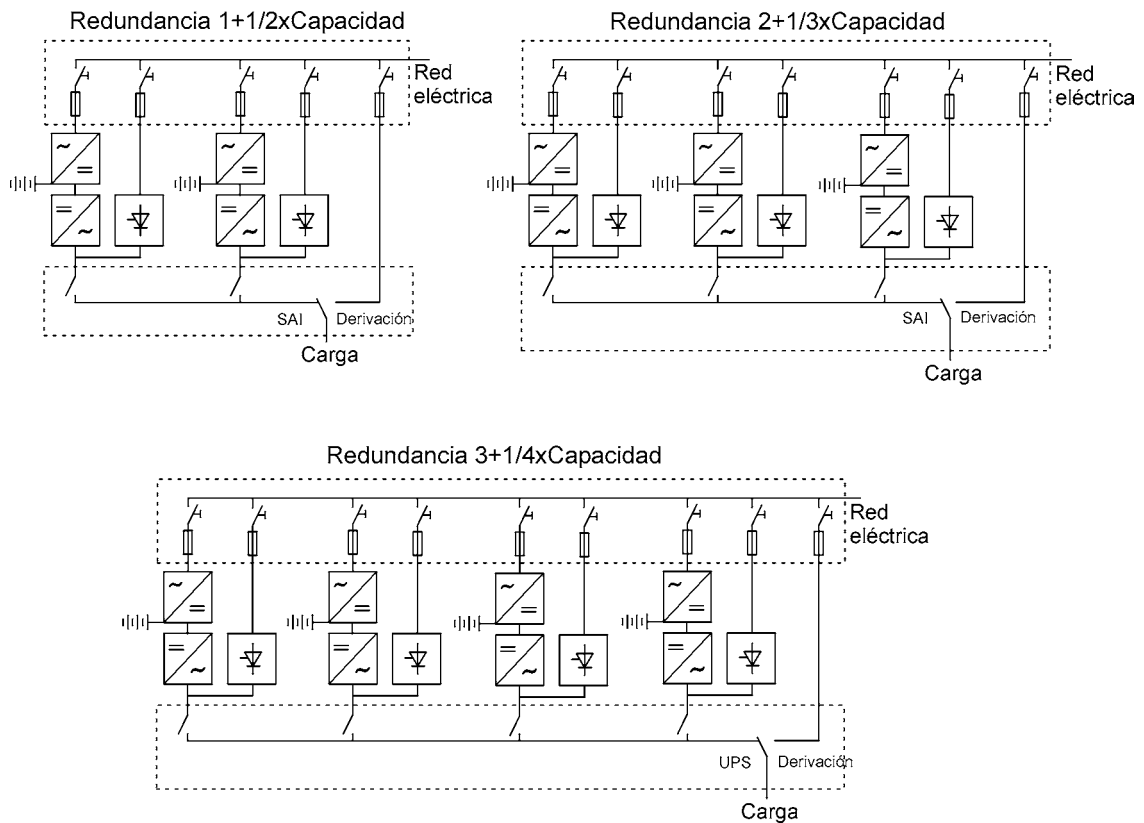 Redundancia 1+1/2xCapacidad
Red
eléctrica
SAI
Derivación
Carga
Redundancia 2+1/3xCapacidad
Red
eléctrica
SAI
Derivación
Carga
Redundancia 3+1/4xCapacidad
Red
eléctrica
UPS
Derivación
Carga